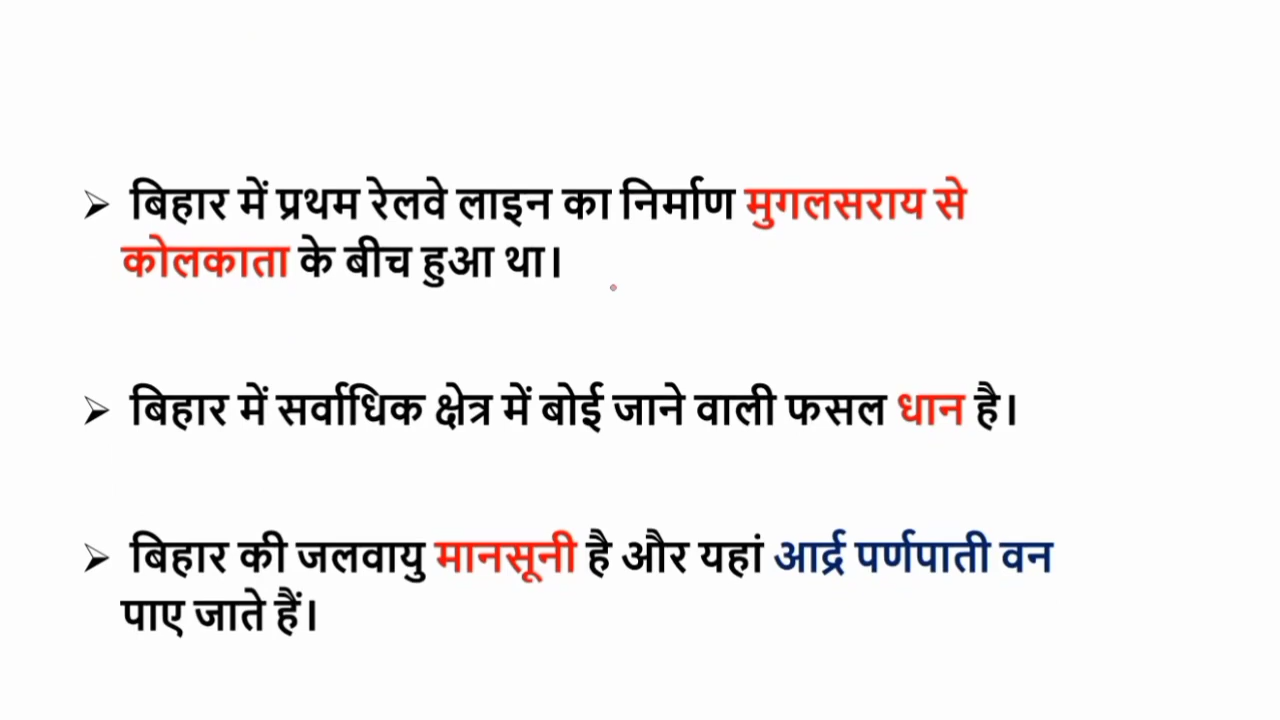 ➢ बिहार में प्रथम रेलवे लाइन का निर्माण मुगलसराय से
कोलकाता के बीच हुआ था।
➢ बिहार में सर्वाधिक क्षेत्र में बोई जाने वाली फसल धान है।
➢ बिहार की जलवायु मानसूनी है और यहां आर्द्र पर्णपाती वन
पाए जाते हैं।